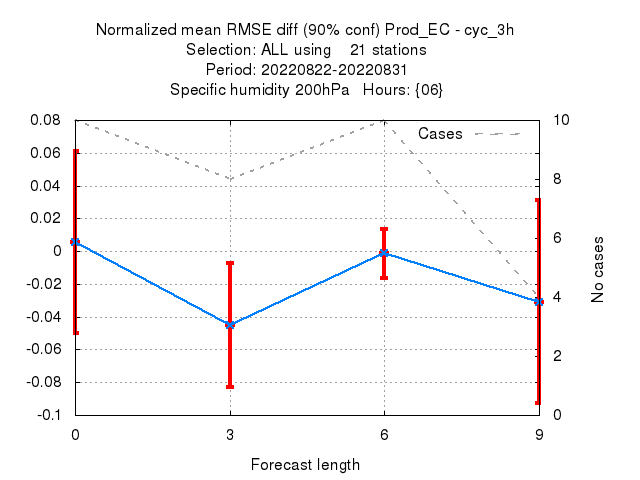 Normalized mean RMSE diff (90% conf) Prod_EC - cyc_3h
Selection: ALL using    21 stations
Period: 20220822-20220831
Specific humidity 200hPa   Hours: {06}
Cases
0.08
0.06
0.04
0.02
0
-0.02
-0.04
-0.06
-0.08
-0.1
10
8
6
4
2
0
No cases
0 3 6 9
Forecast length